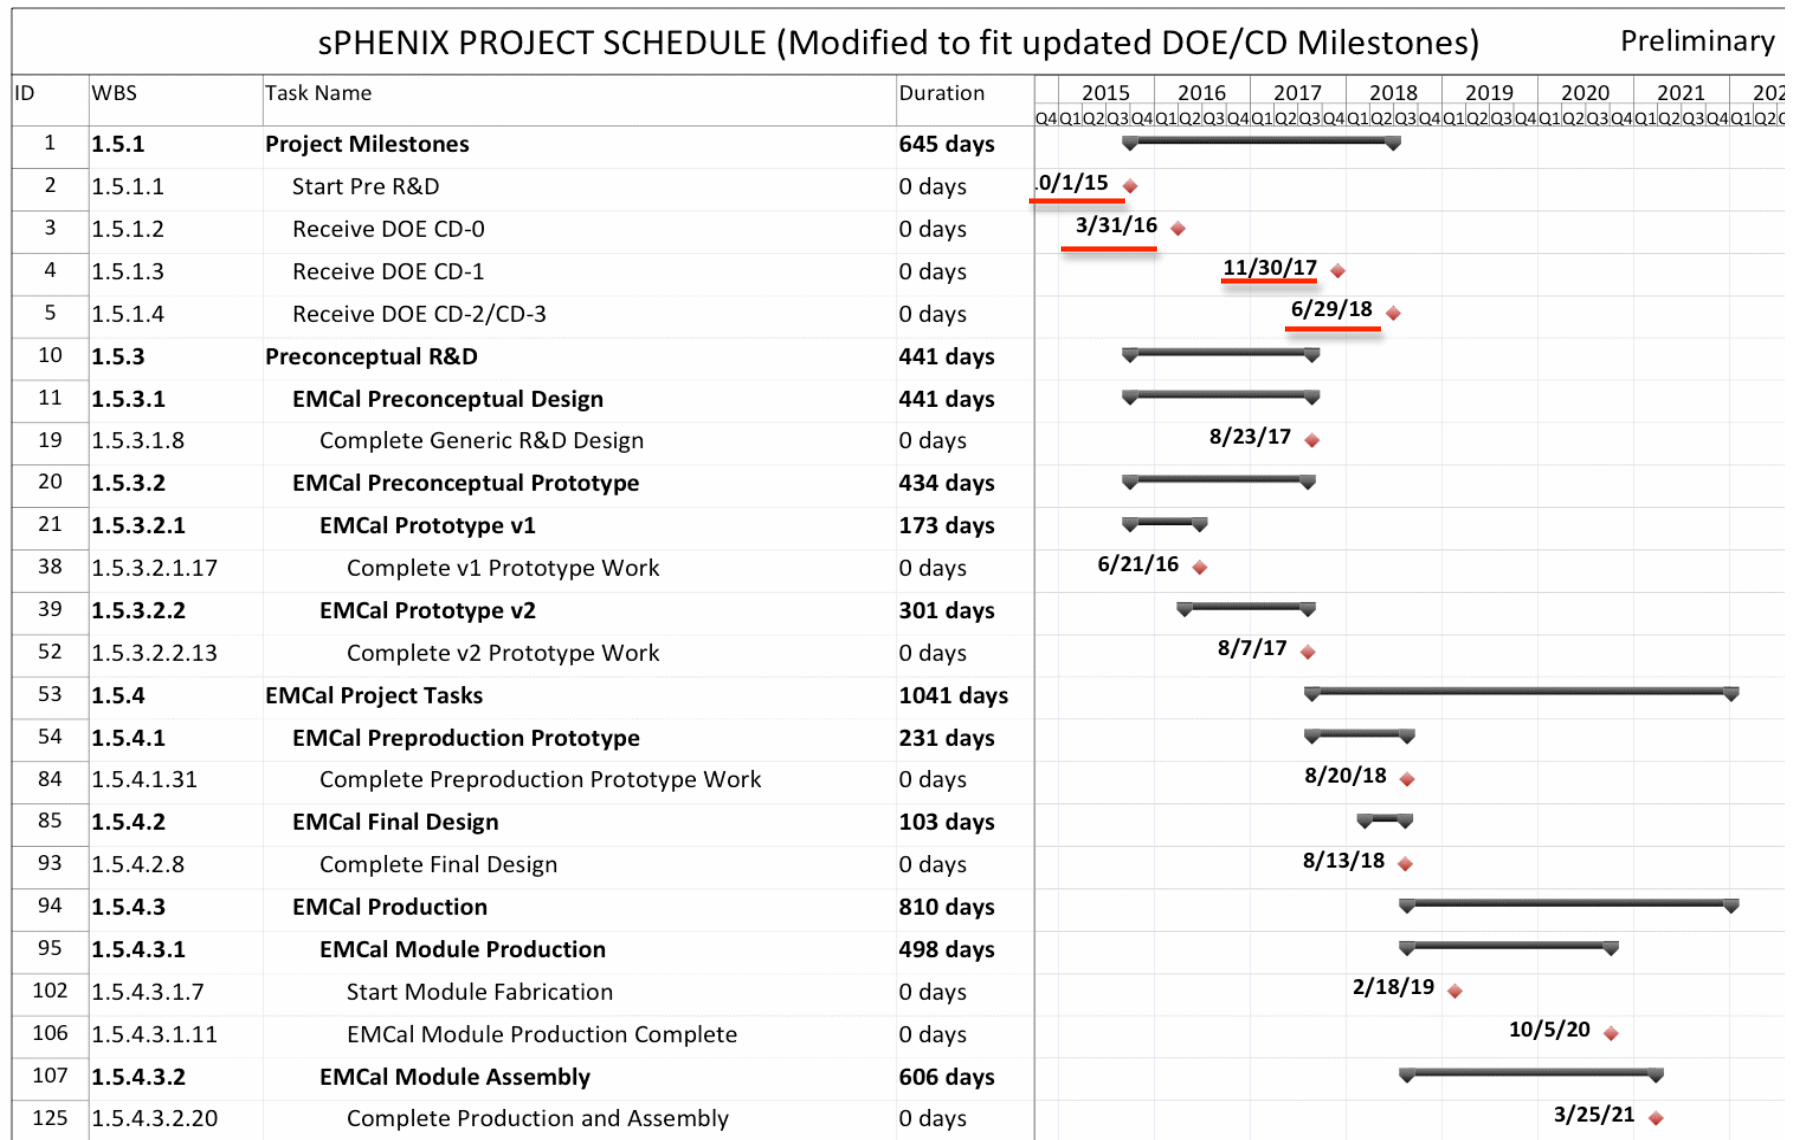 sPHENIX PROJECT SCHEDULE (Modified to fit updated DOE/CD Milestones) Preliminary
ID WBS Task Name Duration 2015 2016 2017 2018 2019 2020 2021 202
Q4 Q1 Q2 Q3 Q4 Q1 Q2 Q3 Q4 Q1 Q2 Q3 Q4 Q1 Q2 Q3 Q4 Q1 Q2 Q3 Q4 Q1 Q2 Q3 Q4 Q1 Q2 Q3 Q4 Q1 Q2
1 1.5.1 Project Milestones 645 days
2 1.5.1.1 Start Pre R&D 0 days 0/1/15
3 1.5.1.2 Receive DOE CD-0 0 days 3/31/16
4 1.5.1.3 Receive DOE CD-1 0 days 11/30/17
5 1.5.1.4 Receive DOE CD-2/CD-3 0 days 6/29/18
10 1.5.3 Preconceptual R&D 441 days
11 1.5.3.1 EMCal Preconceptual Design 441 days
19 1.5.3.1.8 Complete Generic R&D Design 0 days 8/23/17
20 1.5.3.2 EMCal Preconceptual Prototype 434 days
21 1.5.3.2.1 EMCal Prototype v1 173 days
38 1.5.3.2.1.17 Complete v1 Prototype Work 0 days 6/21/16
39 1.5.3.2.2 EMCal Prototype v2 301 days
52 1.5.3.2.2.13 Complete v2 Prototype Work 0 days 8/7/17
53 1.5.4 EMCal Project Tasks 1041 days
54 1.5.4.1 EMCal Preproduction Prototype 231 days
84 1.5.4.1.31 Complete Preproduction Prototype Work 0 days 8/20/18
85 1.5.4.2 EMCal Final Design 103 days
93 1.5.4.2.8 Complete Final Design 0 days 8/13/18
94 1.5.4.3 EMCal Production 810 days
95 1.5.4.3.1 EMCal Module Production 498 days
102 1.5.4.3.1.7 Start Module Fabrication 0 days 2/18/19
106 1.5.4.3.1.11 EMCal Module Production Complete 0 days 10/5/20
107 1.5.4.3.2 EMCal Module Assembly 606 days
125 1.5.4.3.2.20 Complete Production and Assembly 0 days 3/25/21